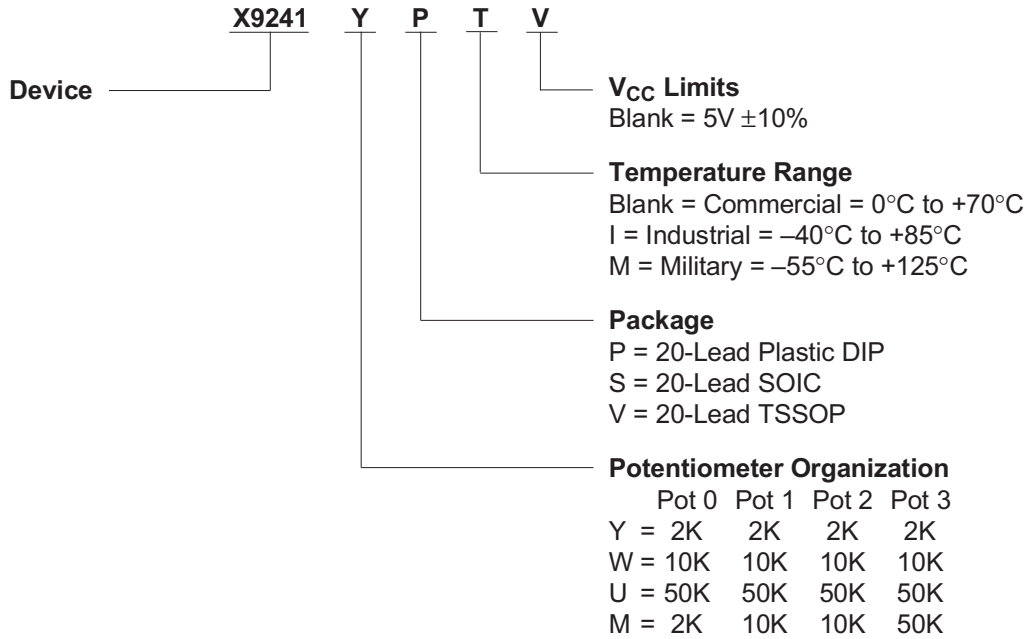 X9241 Y P T V
Device
V_CC Limits
Blank = 5V ±10%
Temperature Range
Blank = Commercial = 0°C to +70°C
I = Industrial = –40°C to +85°C
M = Military = –55°C to +125°C
Package
P = 20-Lead Plastic DIP
S = 20-Lead SOIC
V = 20-Lead TSSOP
Potentiometer Organization
Pot 0 Pot 1 Pot 2 Pot 3
Y = 2K 2K 2K 2K
W = 10K 10K 10K 10K
U = 50K 50K 50K 50K
M = 2K 10K 10K 50K